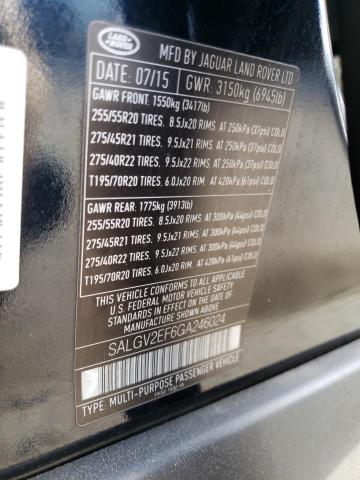 LAND ROVER
MFD BY JAGUAR LAND ROVER LTD
DATE: 07/15 GWR: 3150kg (6945lb)
GAWR FRONT: 1550kg (3417lb)
255/55R20 TIRES. 8.5Jx20 RIMS. AT 250kPa (37psi) COLD
275/45R21 TIRES. 9.5Jx21 RIMS. AT 250kPa (37psi) COLD
275/40R22 TIRES. 9.5Jx22 RIMS. AT 250kPa (37psi) COLD
T195/70R20 TIRES. 6.0Jx20 RIMS. AT 420kPa (61psi) COLD
GAWR REAR: 1775kg (3913lb)
255/55R20 TIRES. 8.5Jx20 RIMS. AT 300kPa (44psi) COLD
275/45R21 TIRES. 9.5Jx21 RIMS. AT 300kPa (44psi) COLD
275/40R22 TIRES. 9.5Jx22 RIMS. AT 300kPa (44psi) COLD
T195/70R20 TIRES. 6.0Jx20 RIMS. AT 420kPa (61psi) COLD
THIS VEHICLE CONFORMS TO ALL APPLICABLE
U.S. FEDERAL MOTOR VEHICLE SAFETY STANDARDS
IN EFFECT ON THE DATE OF
MANUFACTURE SHOWN ABOVE
SALGV2EF6GA246024
TYPE: MULTI-PURPOSE PASSENGER VEHICLE